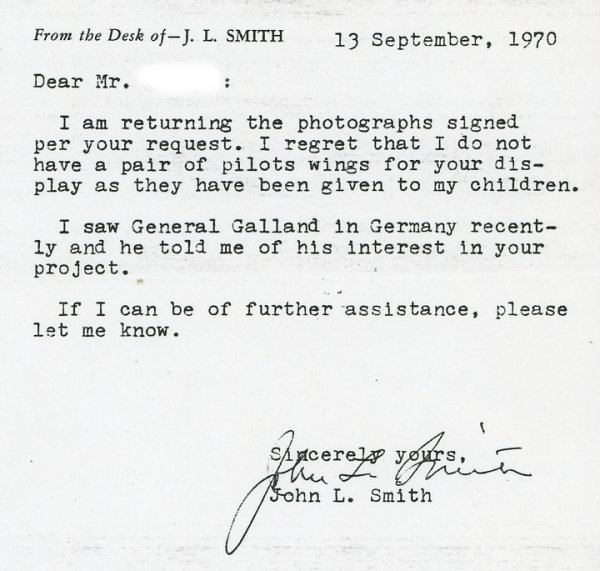 From the Desk of—J. L. SMITH
13 September, 1970
Dear Mr. :
I am returning the photographs signed
per your request. I regret that I do not
have a pair of pilots wings for your dis-
play as they have been given to my children.
I saw General Galland in Germany recent-
ly and he told me of his interest in your
project.
If I can be of further assistance, please
let me know.
Sincerely yours,
John L. Smith
John L. Smith